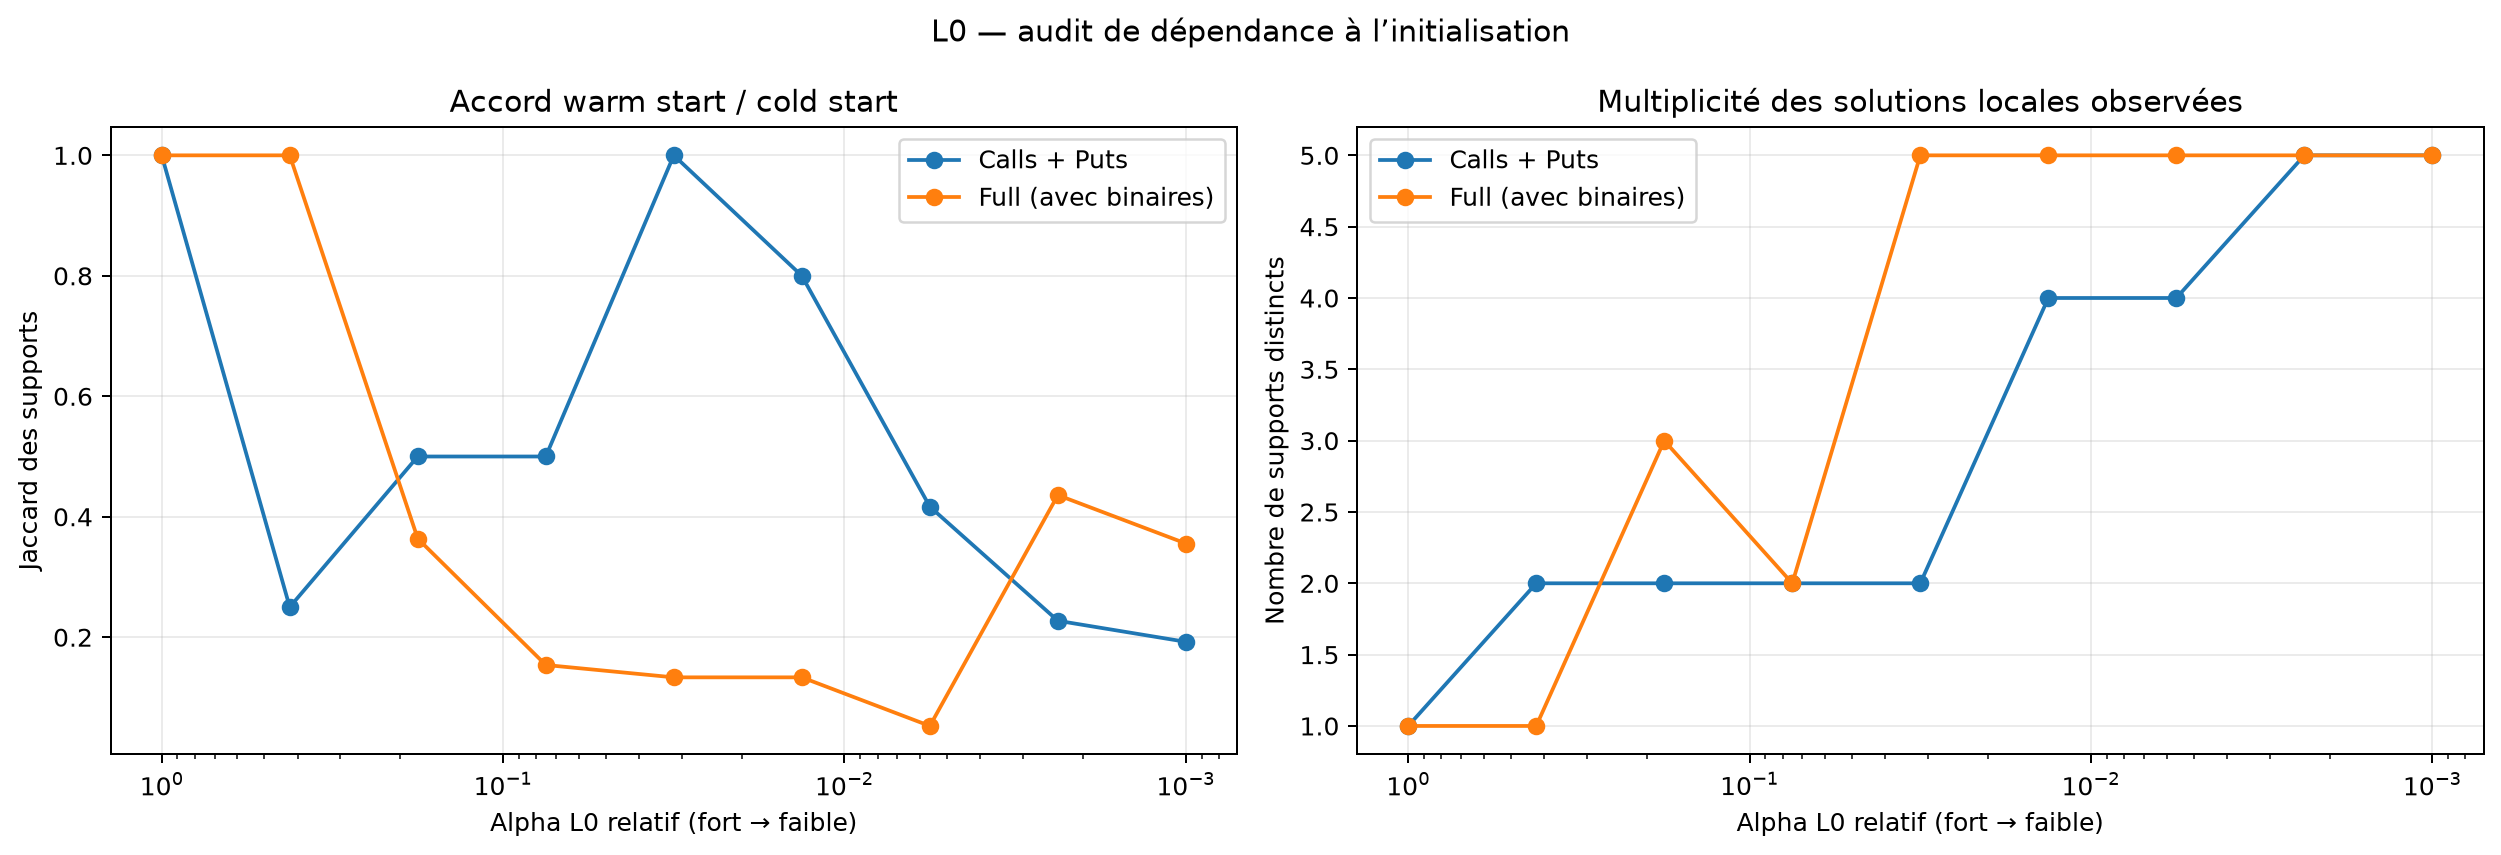 L0 — audit de dépendance à l’initialisation
Accord warm start / cold start
Jaccard des supports
1.0
0.8
0.6
0.4
0.2
Calls + Puts
Full (avec binaires)
10⁰
10⁻¹
10⁻²
10⁻³
Alpha L0 relatif (fort → faible)
Multiplicité des solutions locales observées
Nombre de supports distincts
5.0
4.5
4.0
3.5
3.0
2.5
2.0
1.5
1.0
Calls + Puts
Full (avec binaires)
10⁰
10⁻¹
10⁻²
10⁻³
Alpha L0 relatif (fort → faible)